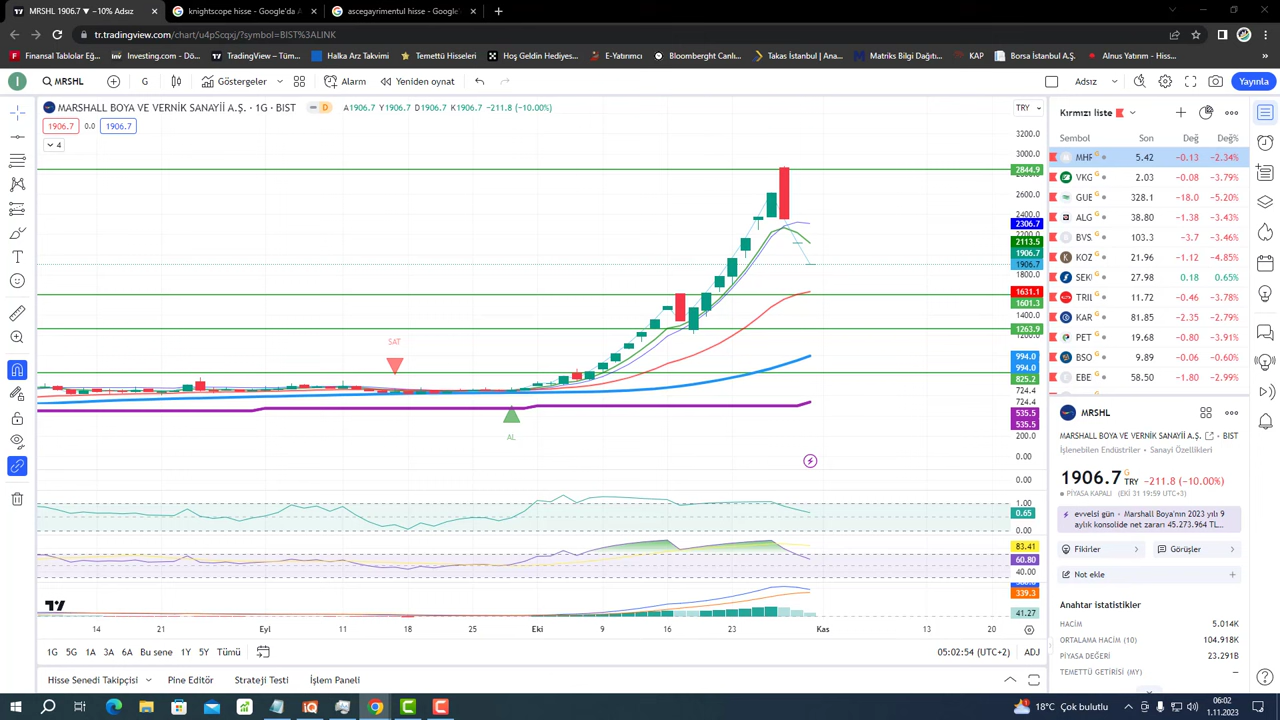 MRSHL 1906.7 ▼ −10% Adsız
knightscope hisse - Google'da A
ascegayrimentul hisse - Google'
tr.tradingview.com/chart/u4pScqxj/?symbol=BIST%3ALINK
Finansal Tablolar Ef...
Investing.com - Dö...
TradingView – Tüm...
Halka Arz Takvimi
Temettü Hisseleri
Hoş Geldin Hediyes...
E-Yatırımcı
Bloomberght Canlı...
Takas İstanbul | Ana...
Matriks Bilgi Dağıtı...
KAP
Borsa İstanbul A.Ş.
Alnus Yatırım - Hiss...
»
I
MRSHL
G
Göstergeler
Alarm
Yeniden oynat
Adsız
Yayınla
MARSHALL BOYA VE VERNİK SANAYİİ A.Ş. · 1G · BIST
D
A1906.7 Y1906.7 D1906.7 K1906.7 −211.8 (−10.00%)
1906.7 0.0 1906.7
4
TRY
3200.0
3000.0
2844.9
2600.0
2400.0
2306.7
2200.0
2113.5
1906.7
1906.7
1800.0
1631.1
1601.3
1400.0
1263.9
1200.0
994.0
994.0
825.2
724.4
724.4
535.5
535.5
200.0
0.00
0.00
1.00
0.65
0.00
83.41
60.80
40.00
339.3
41.27
SAT
AL
14 21 Eyl 11 18 25 Eki 9 16 23 Kas 13 20
1G 5G 1A 3A 6A Bu sene 1Y 5Y Tümü
05:02:54 (UTC+2)
ADJ
Hisse Senedi Takipçisi
Pine Editör
Strateji Testi
İşlem Paneli
Kırmızı liste
Sembol Son Değ Değ%
MHF G 5.42 −0.13 −2.34%
VKG 2.03 −0.08 −3.79%
GUE G 328.1 −18.0 −5.20%
ALG G 38.80 −1.38 −3.43%
BVS 103.3 −3.7 −3.46%
KOZ G 21.96 −1.12 −4.85%
SEK G 27.98 0.18 0.65%
TRIL G 11.72 −0.46 −3.78%
KAR G 81.85 −2.35 −2.79%
PET G 19.68 −0.80 −3.91%
BSO G 9.89 −0.06 −0.60%
EBE G 58.50 −1.80 −2.99%
MRSHL
MARSHALL BOYA VE VERNİK SANAYİİ A.Ş. · BIST
İşlenebilen Endüstriler · Sanayi Özellikleri
1906.7 G TRY −211.8 (−10.00%)
PİYASA KAPALI (EKİ 31 19:59 UTC+3)
evvelsi gün · Marshall Boya'nın 2023 yılı 9
aylık konsolide net zararı 45.273.964 TL...
Fikirler
Görüşler
Not ekle
Anahtar istatistikler
HACİM 5.014K
ORTALAMA HACİM (10) 104.918K
PİYASA DEĞERİ 23.291B
TEMETTÜ GETİRİSİ (MY) —
18°C Çok bulutlu
06:02
1.11.2023